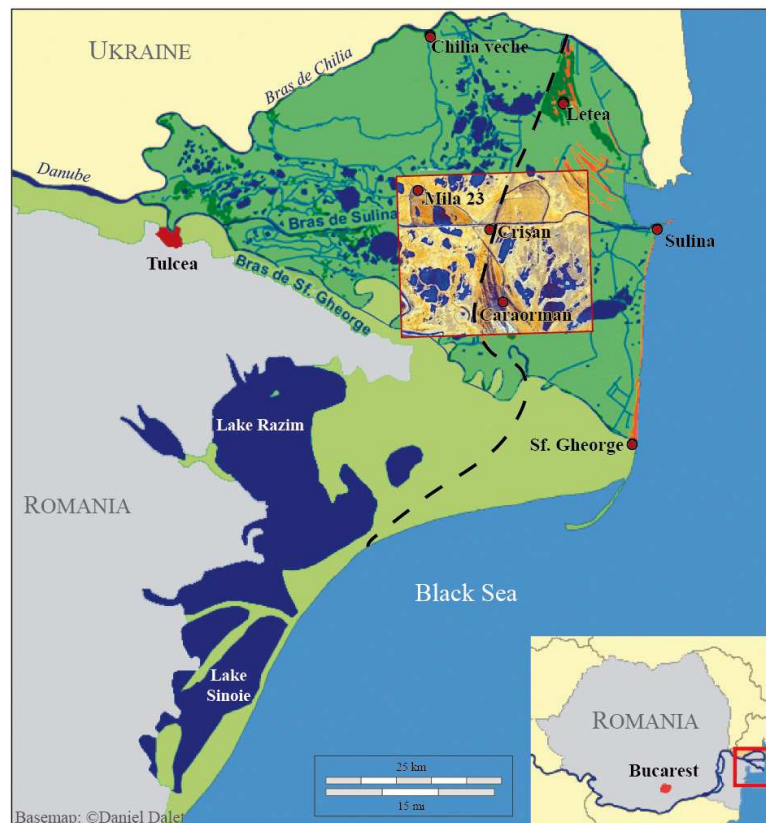 UKRAINE
Chilia veche
Bras de Chilia
Letea
Danube
Mila 23
Bras de Sulina
Crişan
Sulina
Tulcea
Bras de Sf. Gheorge
Caraorman
Lake Razim
Sf. Gheorge
ROMANIA
Black Sea
Lake
Sinoie
ROMANIA
25 km
Bucarest
15 mi
Basemap: ©Daniel Dalet